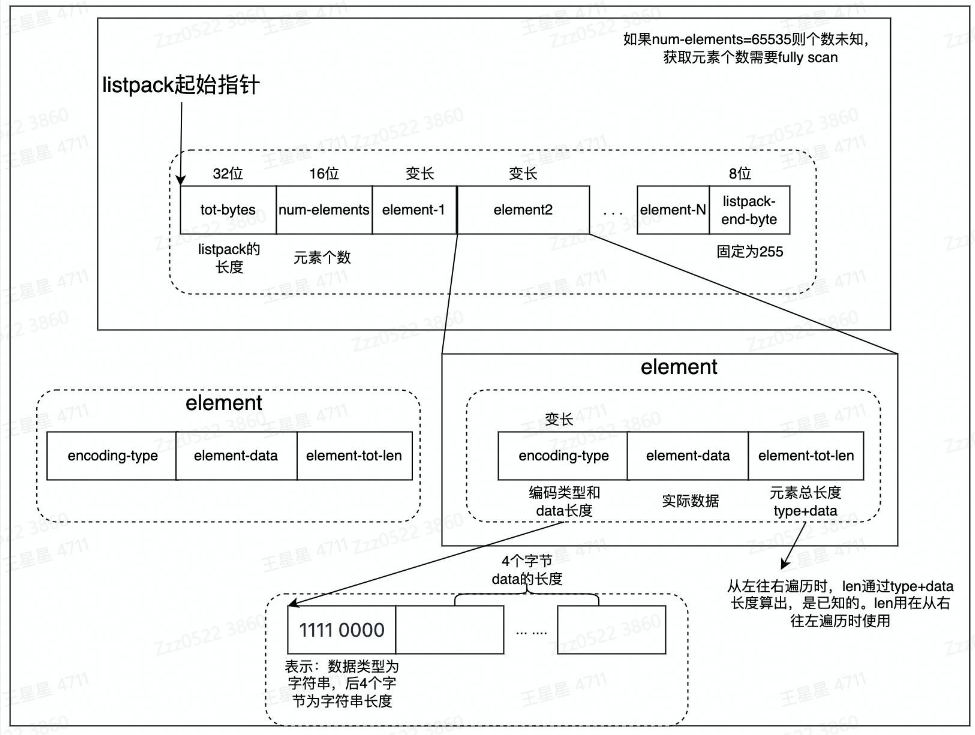 如果num-elements=65535则个数未知,
获取元素个数需要fully scan
listpack起始指针
32位
16位
变长
变长
8位
tot-bytes
num-elements
element-1
element2
. . .
element-N
listpack-
end-byte
listpack的
长度
元素个数
固定为255
element
encoding-type
element-data
element-tot-len
element
变长
encoding-type
element-data
element-tot-len
编码类型和
data长度
实际数据
元素总长度
type+data
4个字节
data的长度
1111 0000
... ....
表示：数据类型为
字符串，后4个字
节为字符串长度
从左往右遍历时，len通过type+data
长度算出，是已知的。len用在从右
往左遍历时使用
王星星 4711
Zzz0522 3860